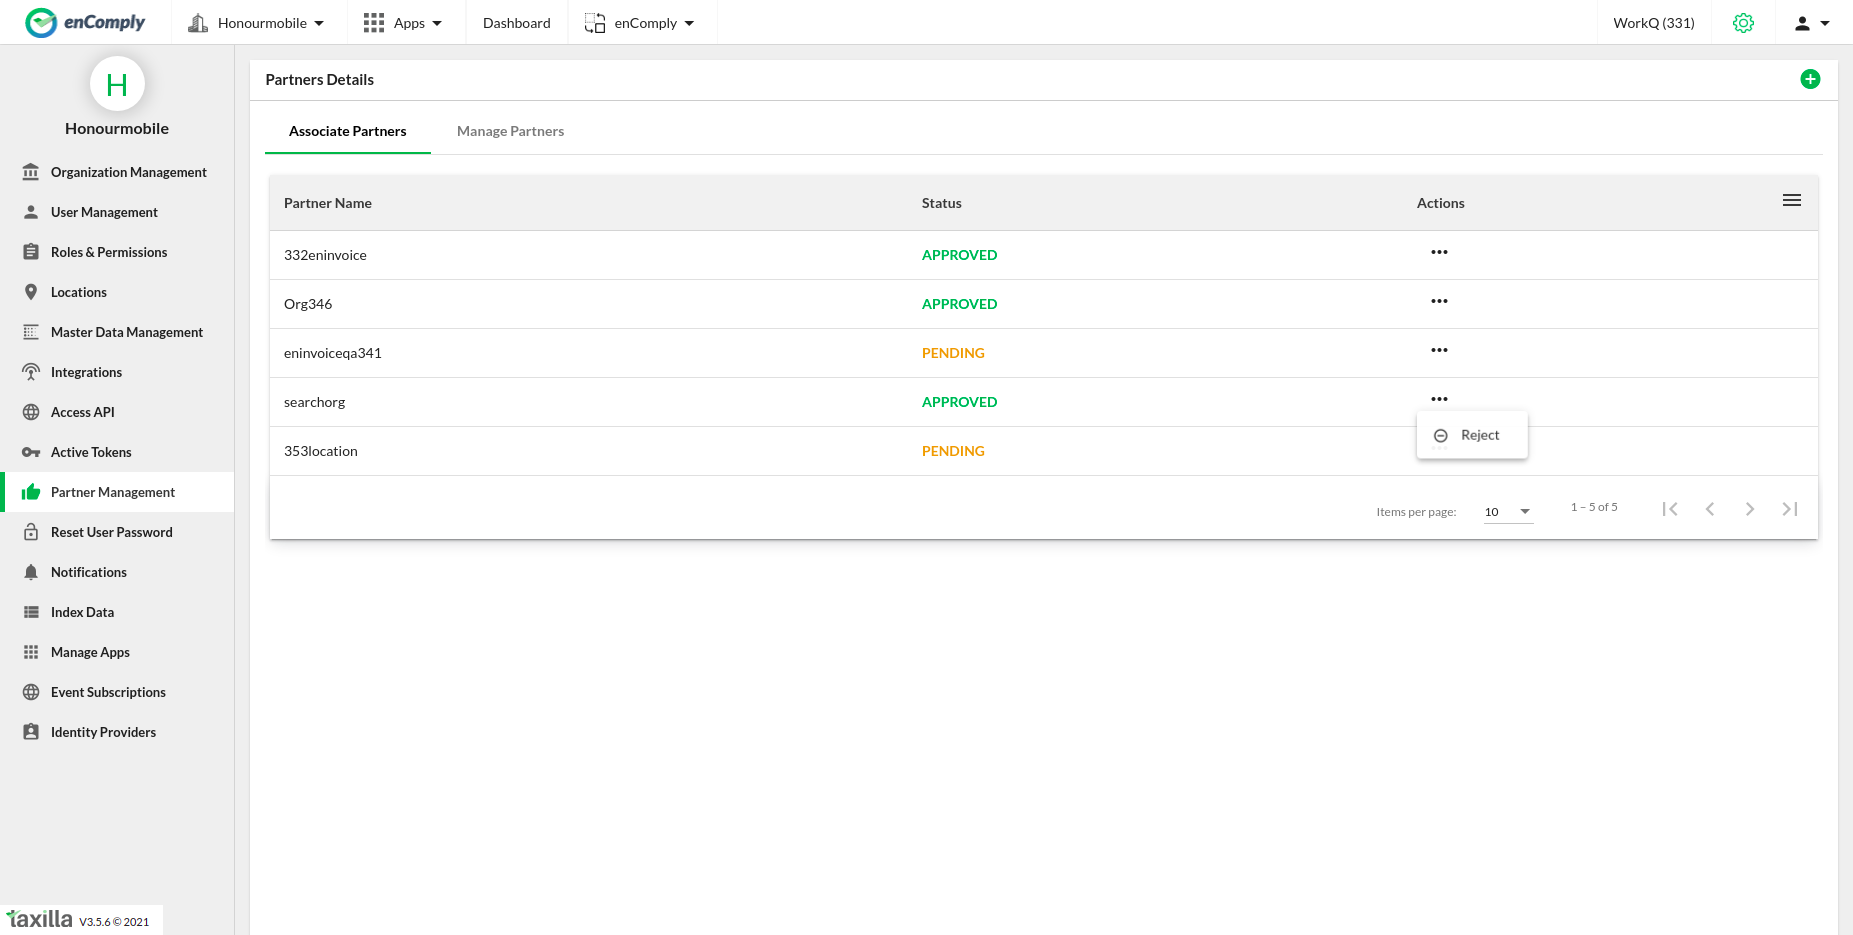 enComply
Honourmobile
Apps
Dashboard
enComply
WorkQ (331)
H
Honourmobile
Organization Management
User Management
Roles & Permissions
Locations
Master Data Management
Integrations
Access API
Active Tokens
Partner Management
Reset User Password
Notifications
Index Data
Manage Apps
Event Subscriptions
Identity Providers
taxilla V3.5.6 © 2021
Partners Details
Associate Partners Manage Partners
Partner Name Status Actions
332eninvoice APPROVED
Org346 APPROVED
eninvoiceqa341 PENDING
searchorg APPROVED
Reject
353location PENDING
Items per page: 10 1 – 5 of 5